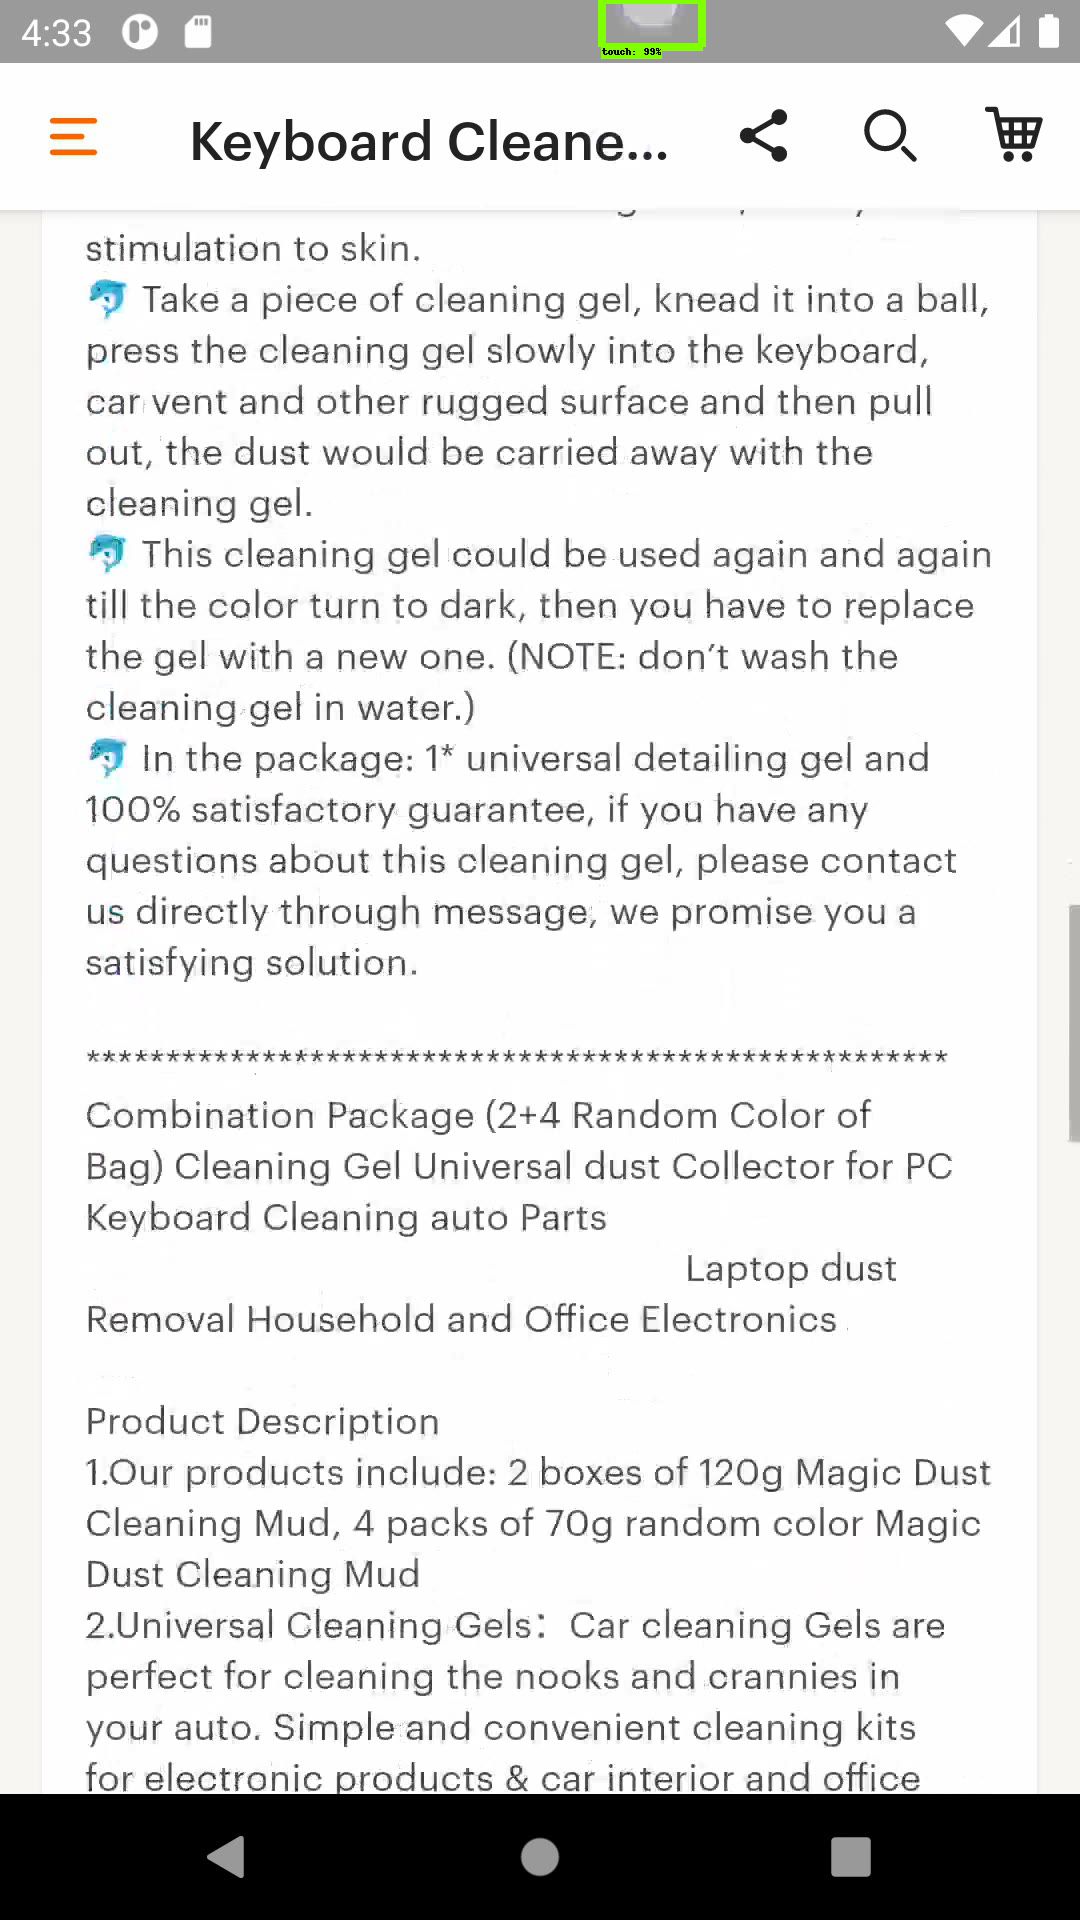 4:33
touch: 99%
Keyboard Cleane...
stimulation to skin.
🐬 Take a piece of cleaning gel, knead it into a ball,
press the cleaning gel slowly into the keyboard,
car vent and other rugged surface and then pull
out, the dust would be carried away with the
cleaning gel.
🐬 This cleaning gel could be used again and again
till the color turn to dark, then you have to replace
the gel with a new one. (NOTE: don’t wash the
cleaning gel in water.)
🐬 In the package: 1* universal detailing gel and
100% satisfactory guarantee, if you have any
questions about this cleaning gel, please contact
us directly through message, we promise you a
satisfying solution.
******************************************************
Combination Package (2+4 Random Color of
Bag) Cleaning Gel Universal dust Collector for PC
Keyboard Cleaning auto Parts
Laptop dust
Removal Household and Office Electronics
Product Description
1.Our products include: 2 boxes of 120g Magic Dust
Cleaning Mud, 4 packs of 70g random color Magic
Dust Cleaning Mud
2.Universal Cleaning Gels： Car cleaning Gels are
perfect for cleaning the nooks and crannies in
your auto. Simple and convenient cleaning kits
for electronic products & car interior and office